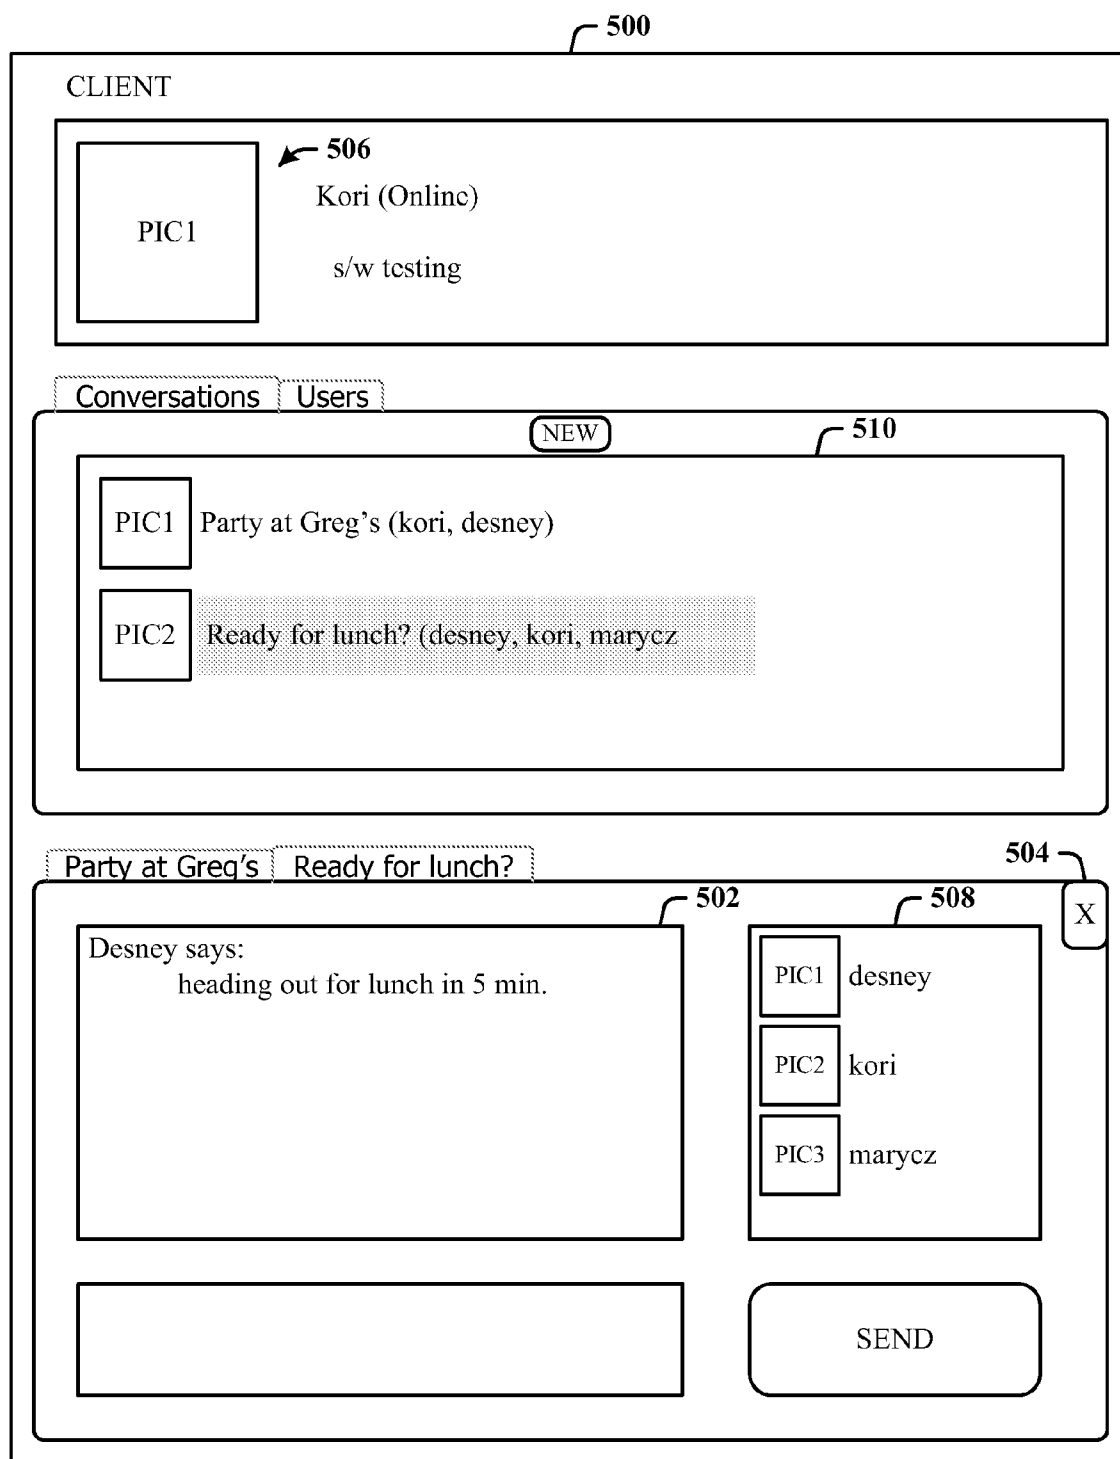 500
CLIENT
506
Kori (Online)
PIC1
s/w testing
Conversations Users
NEW
510
PIC1 Party at Greg's (kori, desney)
PIC2 Ready for lunch? (desney, kori, marycz
Party at Greg's Ready for lunch?
504
X
502
508
Desney says:
heading out for lunch in 5 min.
PIC1 desney
PIC2 kori
PIC3 marycz
SEND